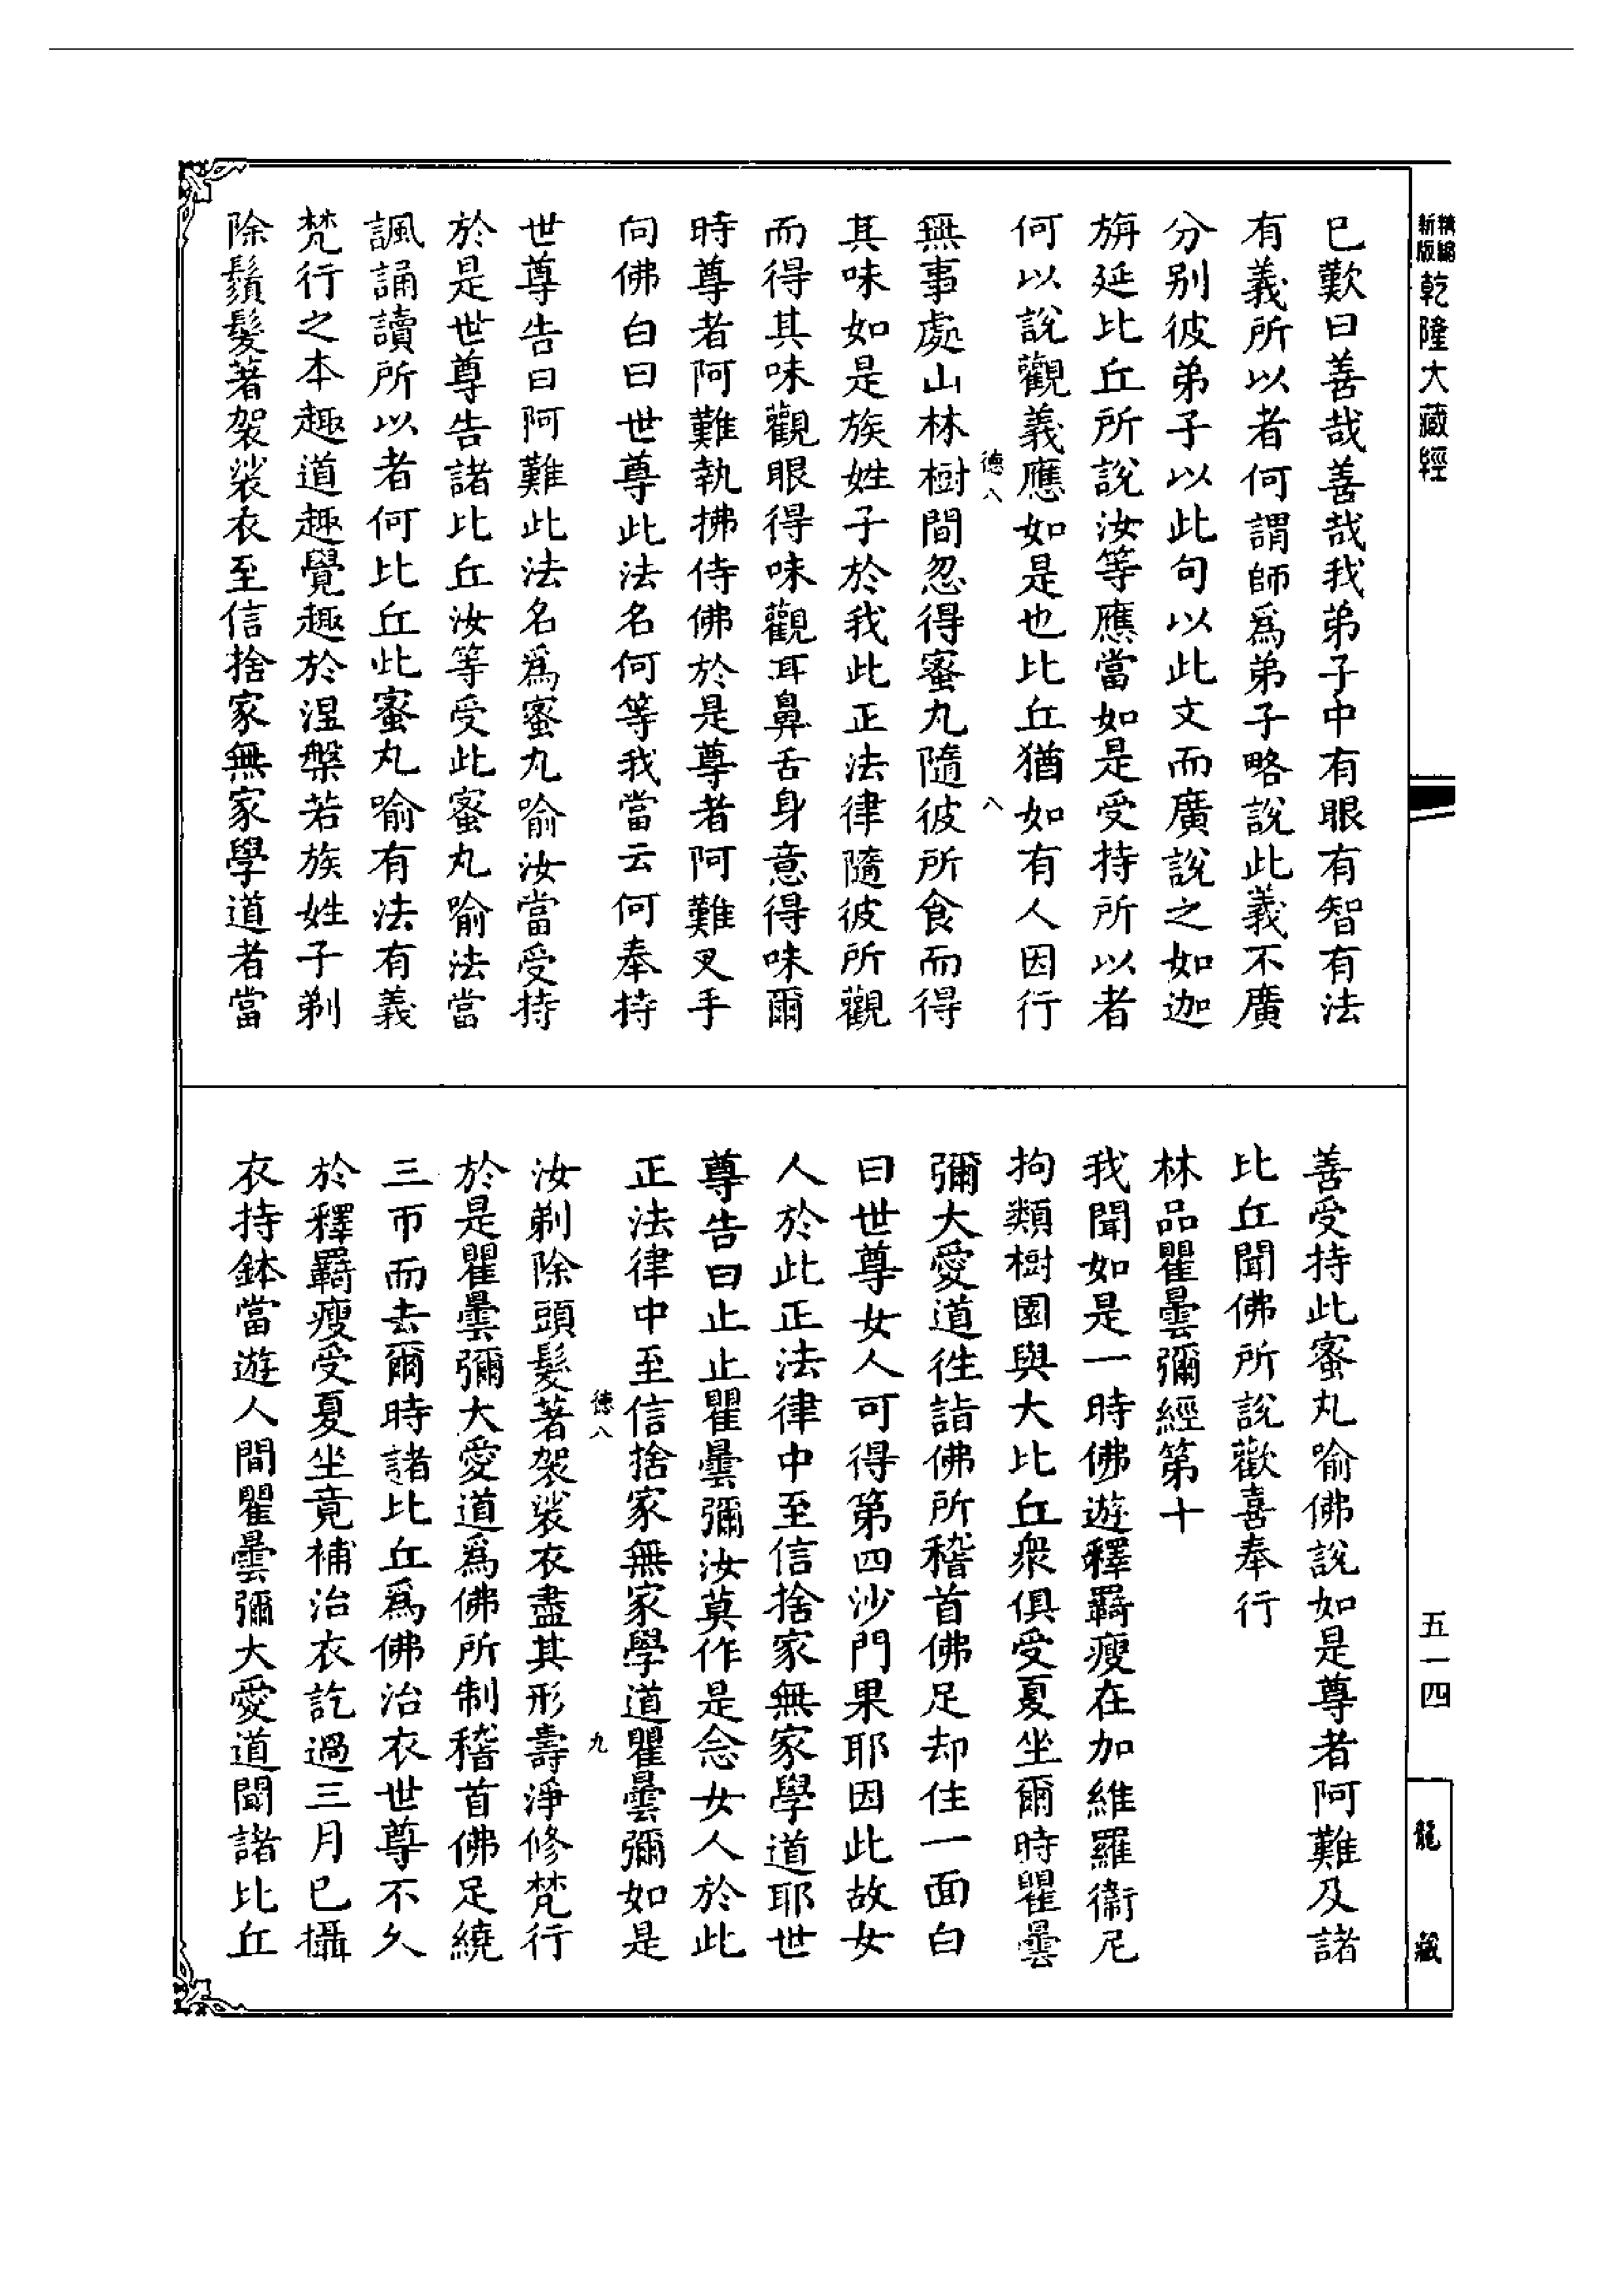 精編
新版
乾隆大藏經
已歎曰善哉善哉我弟子中有眼有智有法
有義所以者何謂師爲弟子略說此義不廣
分別彼弟子以此句以此文而廣說之如迦
旃延比丘所說汝等應當如是受持所以者
何以說觀義應如是也比丘猶如有人因行
德八
八
無事處山林樹間忽得蜜丸隨彼所食而得
其味如是族姓子於我此正法律隨彼所觀
而得其味觀眼得味觀耳鼻舌身意得味爾
時尊者阿難執拂侍佛於是尊者阿難叉手
向佛白曰世尊此法名何等我當云何奉持
世尊告曰阿難此法名爲蜜丸喻汝當受持
於是世尊告諸比丘汝等受此蜜丸喻法當
諷誦讀所以者何比丘此蜜丸喻有法有義
梵行之本趣道趣覺趣於涅槃若族姓子剃
除鬚髮著袈裟衣至信捨家無家學道者當
善受持此蜜丸喻佛說如是尊者阿難及諸
比丘聞佛所說歡喜奉行
林品瞿曇彌經第十
我聞如是一時佛遊釋羇瘦在加維羅衞尼
拘類樹園與大比丘衆俱受夏坐爾時瞿曇
彌大愛道徃詣佛所稽首佛足却住一面白
曰世尊女人可得第四沙門果耶因此故女
人於此正法律中至信捨家無家學道耶世
尊告曰止止瞿曇彌汝莫作是念女人於此
正法律中至信捨家無家學道瞿曇彌如是
德八
九
汝剃除頭髮著袈裟衣盡其形壽淨修梵行
於是瞿曇彌大愛道爲佛所制稽首佛足繞
三帀而去爾時諸比丘爲佛治衣世尊不久
於釋羇瘦受夏坐竟補治衣訖過三月已攝
衣持鉢當遊人間瞿曇彌大愛道聞諸比丘
五一四
龍藏